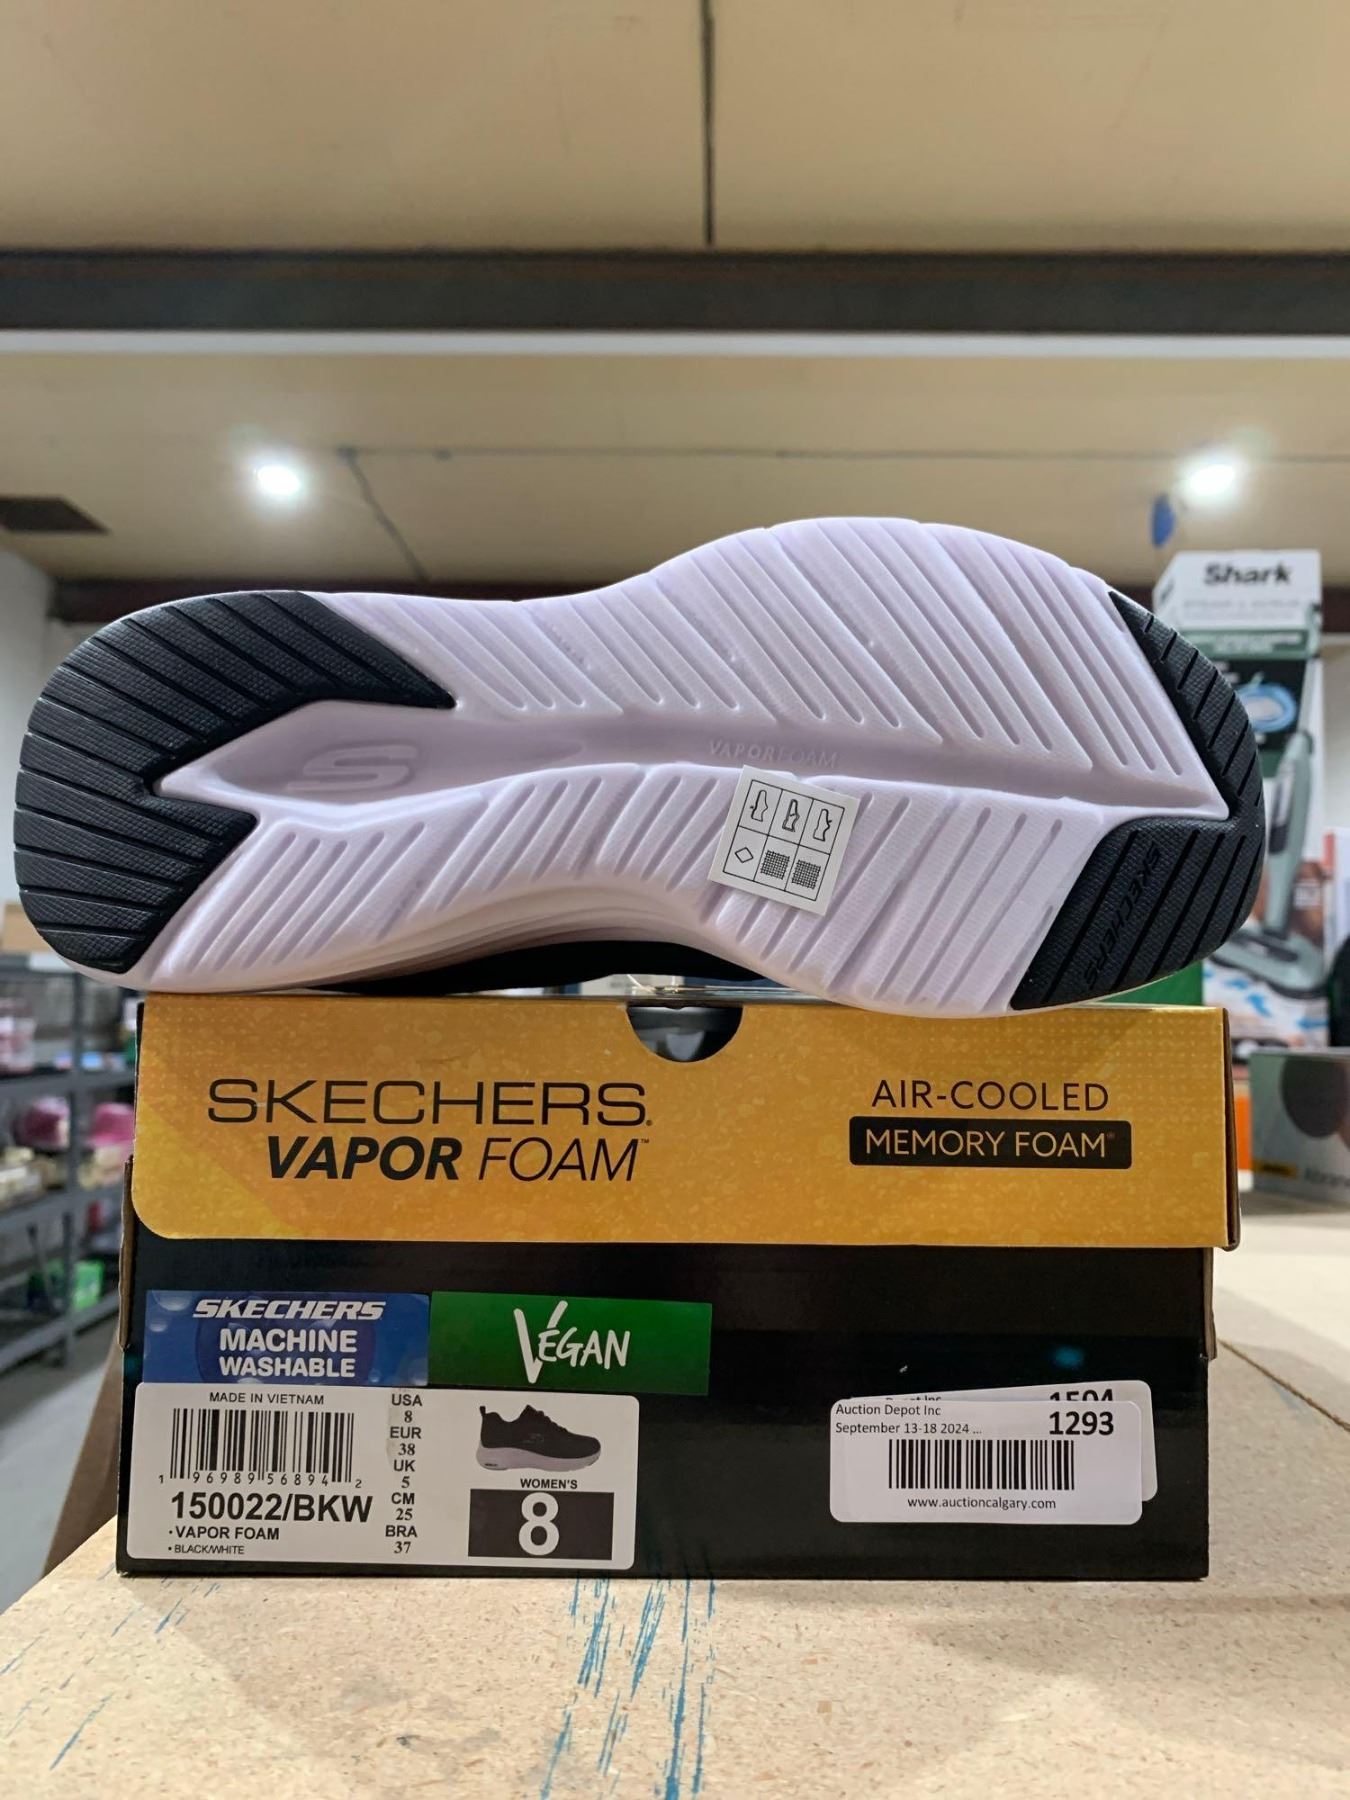 Shark
VAPORFOAM
SKECHERS
SKECHERS
VAPOR FOAM™
AIR-COOLED
MEMORY FOAM®
SKECHERS
MACHINE
WASHABLE
VEGAN
MADE IN VIETNAM
1 96989 56894 2
150022/BKW
• VAPOR FOAM
• BLACK/WHITE
USA
8
EUR
38
UK
5
CM
25
BRA
37
WOMEN'S
8
1504
Auction Depot Inc
September 13-18 2024 ...
1293
www.auctioncalgary.com